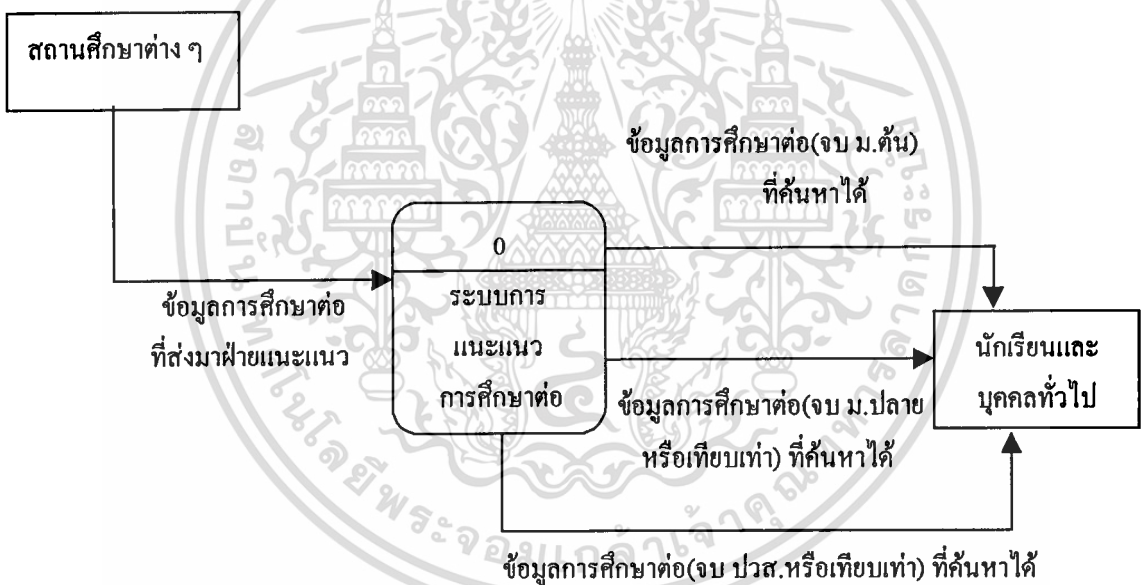 สถานศึกษาต่าง ๆ
ข้อมูลการศึกษาต่อ(จบ ม.ต้น)
ที่ค้นหาได้
0
ระบบการ
แนะแนว
การศึกษาต่อ
ข้อมูลการศึกษาต่อ
ที่ส่งมาฝ่ายแนะแนว
นักเรียนและ
บุคคลทั่วไป
ข้อมูลการศึกษาต่อ(จบ ม.ปลาย
หรือเทียบเท่า) ที่ค้นหาได้
ข้อมูลการศึกษาต่อ(จบ ปวส.หรือเทียบเท่า) ที่ค้นหาได้